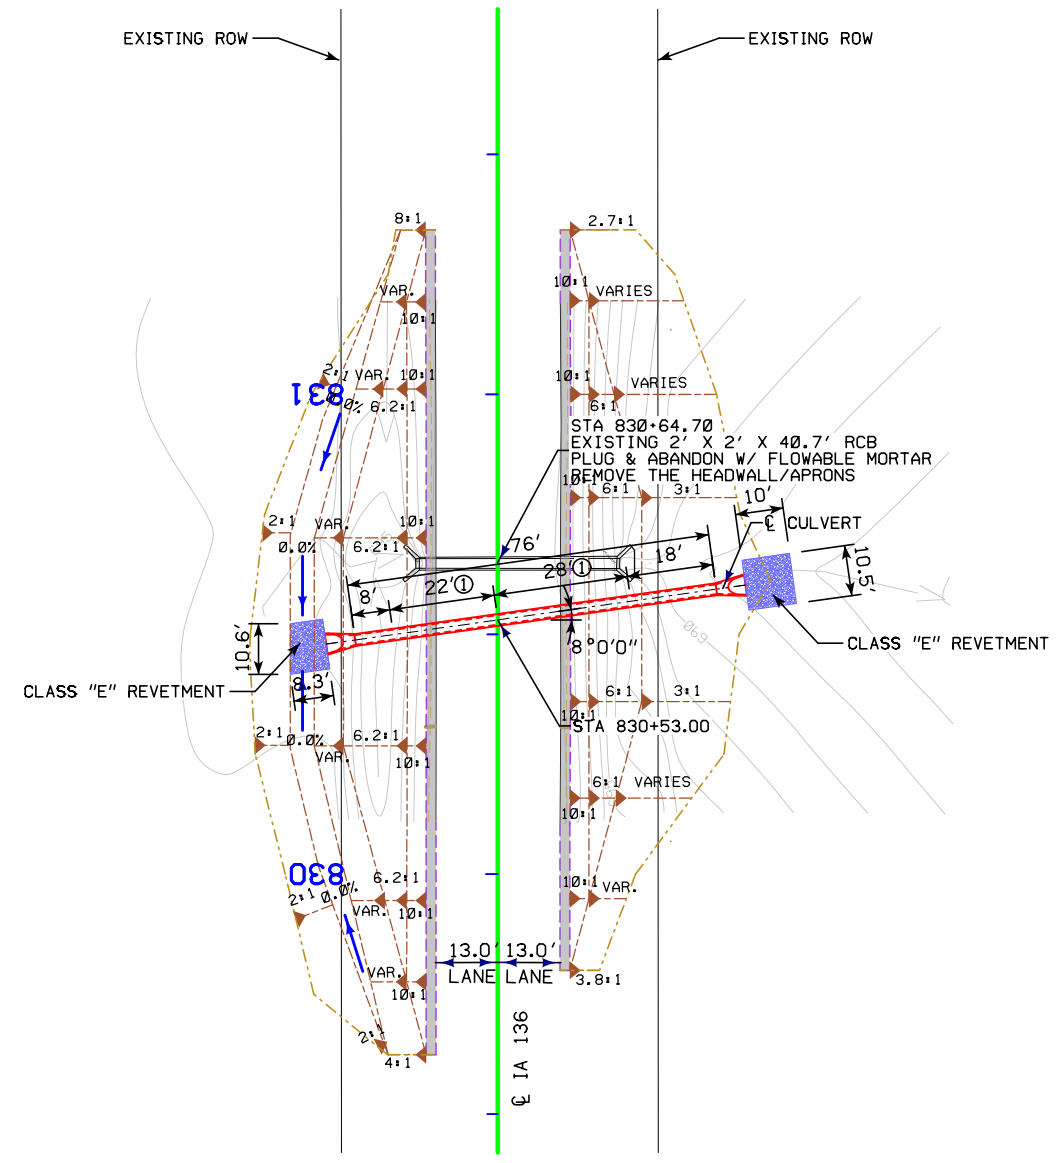 EXISTING ROW
EXISTING ROW
8:1
2.7:1
VAR.
10:1
10:1
VARIES
2:1
VAR.
10:1
0.0%
6.2:1
831
10:1
VARIES
6:1
STA 830+64.70
EXISTING 2' X 2' X 40.7' RCB
PLUG & ABANDON W/ FLOWABLE MORTAR
REMOVE THE HEADWALL/APRONS
10:1
6:1
3:1
10'
2:1
VAR.
10:1
0.0%
6.2:1
℄ CULVERT
76'
18'
28'①
22'①
8'
10.5'
10.6'
8°0'0"
690
CLASS "E" REVETMENT
CLASS "E" REVETMENT
8.3'
6:1
3:1
10:1
STA 830+53.00
2:1
0.0%
6.2:1
VAR.
10:1
6:1
VARIES
10:1
830
2:1
0.0%
6.2:1
VAR.
10:1
10:1
VAR.
13.0'
13.0'
LANE
LANE
VAR.
10:1
3.8:1
2:1
4:1
℄ IA 136